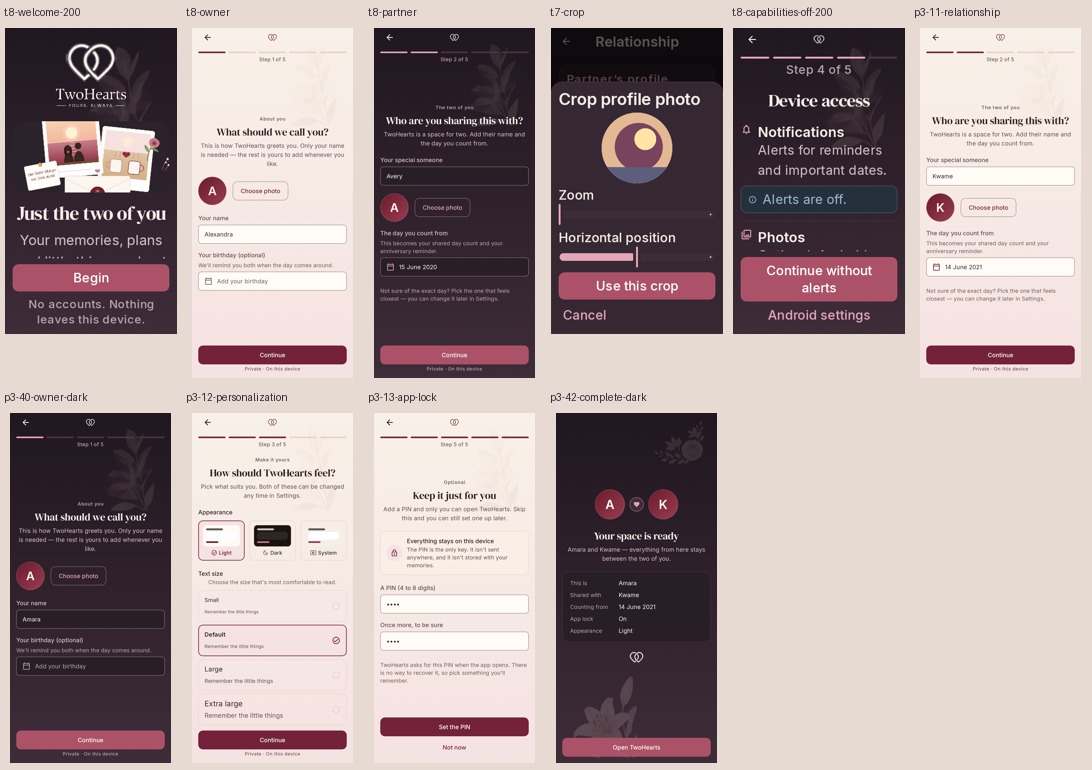 t8-welcome-200
TwoHearts
YOURS. ALWAYS.
Just the two of you
Your memories, plans
Begin
No accounts. Nothing
leaves this device.
t8-owner
Step 1 of 5
About you
What should we call you?
This is how TwoHearts greets you. Only your name
is needed — the rest is yours to add whenever you
like.
A
Choose photo
Your name
Alexandra
Your birthday (optional)
We'll remind you both when the day comes around.
Add your birthday
Continue
Private · On this device
t8-partner
Step 2 of 5
The two of you
Who are you sharing this with?
TwoHearts is a space for two. Add their name and
the day you count from.
Your special someone
Avery
A
Choose photo
The day you count from
This becomes your shared day count and your
anniversary reminder.
15 June 2020
Not sure of the exact day? Pick the one that feels
closest — you can change it later in Settings.
Continue
Private · On this device
t7-crop
Relationship
Partner's profile
Crop profile photo
Zoom
Horizontal position
Use this crop
Cancel
t8-capabilities-off-200
Step 4 of 5
Device access
Notifications
Alerts for reminders
and important dates.
Alerts are off.
Photos
Continue without
alerts
Android settings
p3-11-relationship
Step 2 of 5
The two of you
Who are you sharing this with?
TwoHearts is a space for two. Add their name and
the day you count from.
Your special someone
Kwame
K
Choose photo
The day you count from
This becomes your shared day count and your
anniversary reminder.
14 June 2021
Not sure of the exact day? Pick the one that feels
closest — you can change it later in Settings.
Continue
Private · On this device
p3-40-owner-dark
Step 1 of 5
About you
What should we call you?
This is how TwoHearts greets you. Only your name
is needed — the rest is yours to add whenever you
like.
A
Choose photo
Your name
Amara
Your birthday (optional)
We'll remind you both when the day comes around.
Add your birthday
Continue
Private · On this device
p3-12-personalization
Step 3 of 5
Make it yours
How should TwoHearts feel?
Pick what suits you. Both of these can be changed
any time in Settings.
Appearance
Light
Dark
System
Text size
Choose the size that's most comfortable to read.
Small
Remember the little things
Default
Remember the little things
Large
Remember the little things
Extra large
Remember the little things
Continue
Private · On this device
p3-13-app-lock
Step 5 of 5
Optional
Keep it just for you
Add a PIN and only you can open TwoHearts. Skip
this and you can still set one up later.
Everything stays on this device
The PIN is the only key. It isn't sent
anywhere, and it isn't stored with your
memories.
A PIN (4 to 8 digits)
••••
Once more, to be sure
••••
TwoHearts asks for this PIN when the app opens. There
is no way to recover it, so pick something you'll
remember.
Set the PIN
Not now
p3-42-complete-dark
A
K
Your space is ready
Amara and Kwame — everything from here stays
between the two of you.
This is Amara
Shared with Kwame
Counting from 14 June 2021
App lock On
Appearance Light
Open TwoHearts